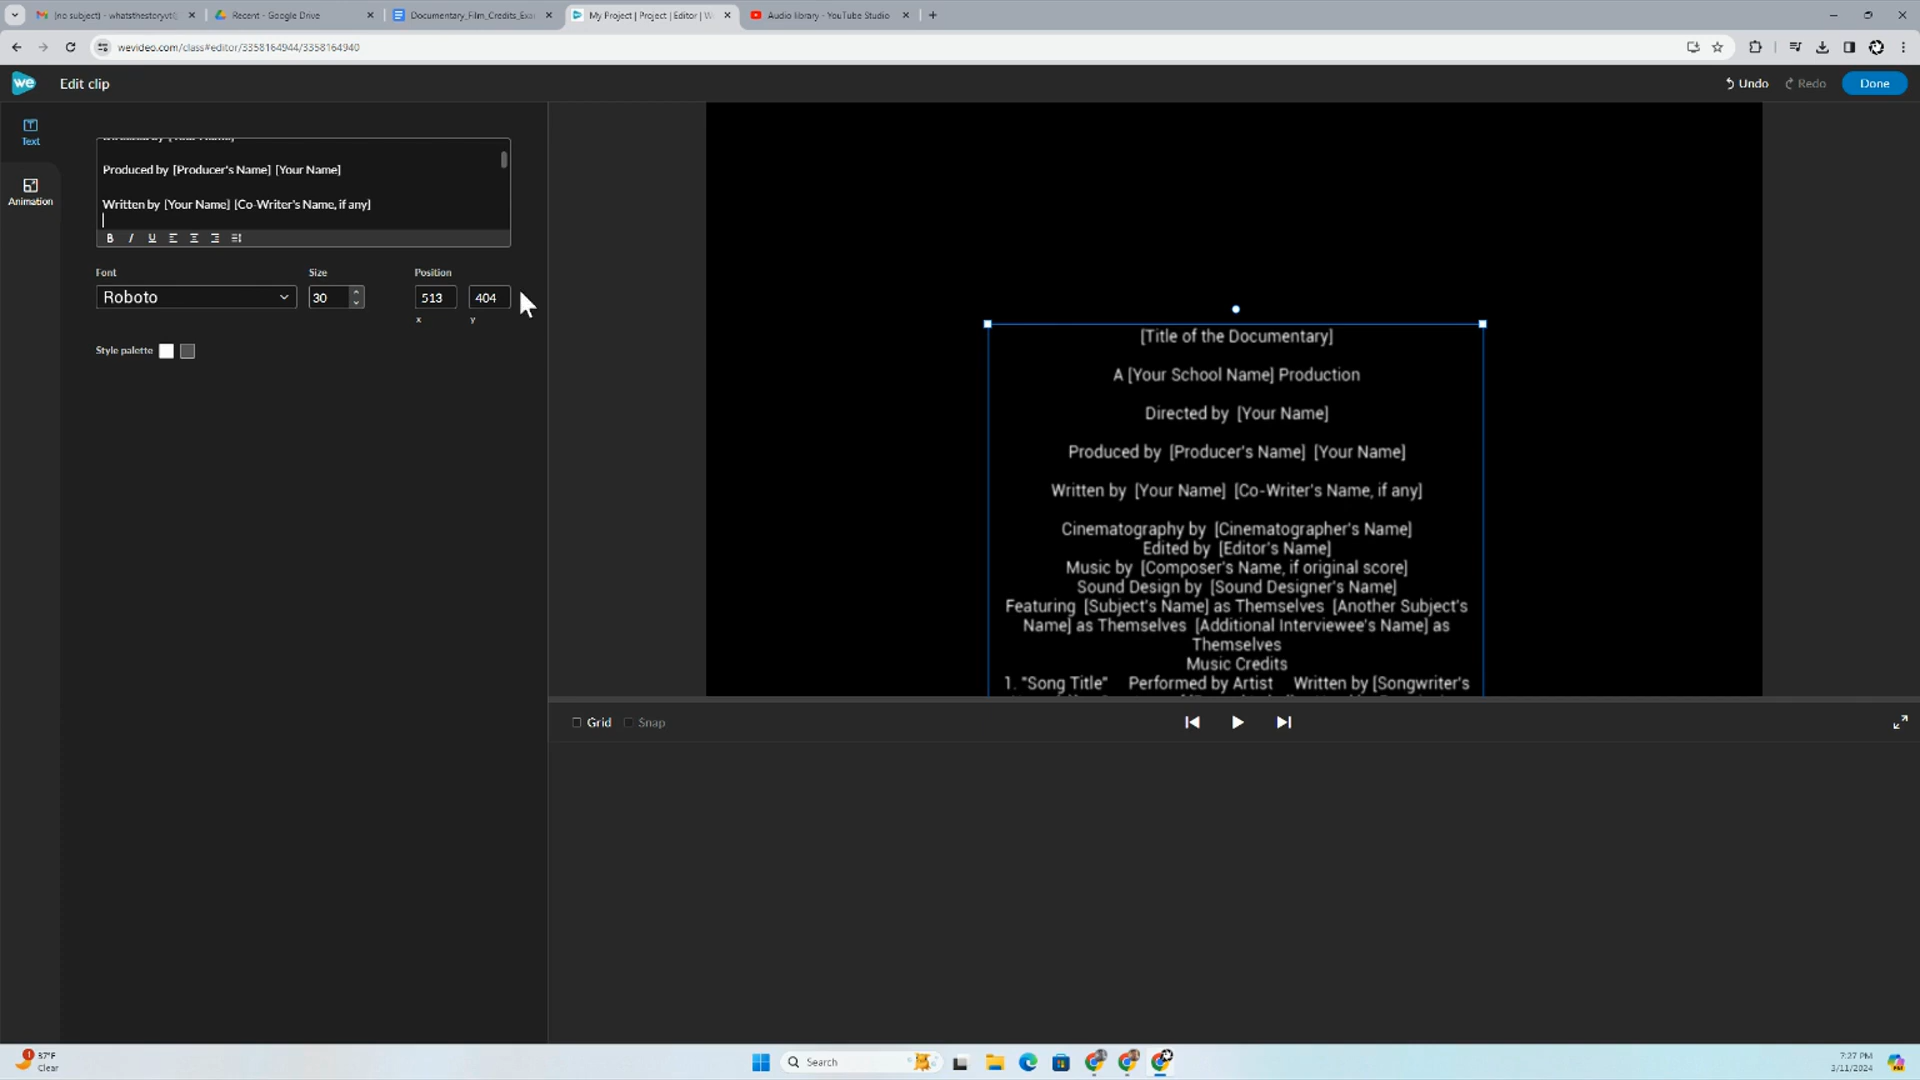 [no subject] - whatsthestoryvt@
Recent - Google Drive
Documentary_Film_Credits_Exa
My Project | Project | Editor | W
Audio library - YouTube Studio
wevideo.com/class#editor/3358164944/3358164940
we
Edit clip
Undo
Redo
Done
Text
Animation
Produced by [Producer's Name] [Your Name]
Written by [Your Name] [Co-Writer's Name, if any]
B I U
Font
Size
Position
Roboto
30
513
404
x
y
Style palette
[Title of the Documentary]
A [Your School Name] Production
Directed by [Your Name]
Produced by [Producer's Name] [Your Name]
Written by [Your Name] [Co-Writer's Name, if any]
Cinematography by [Cinematographer's Name]
Edited by [Editor's Name]
Music by [Composer's Name, if original score]
Sound Design by [Sound Designer's Name]
Featuring [Subject's Name] as Themselves [Another Subject's
Name] as Themselves [Additional Interviewee's Name] as
Themselves
Music Credits
1. "Song Title" Performed by Artist Written by [Songwriter's
Grid
Snap
37°F
Clear
Search
7:27 PM
3/11/2024